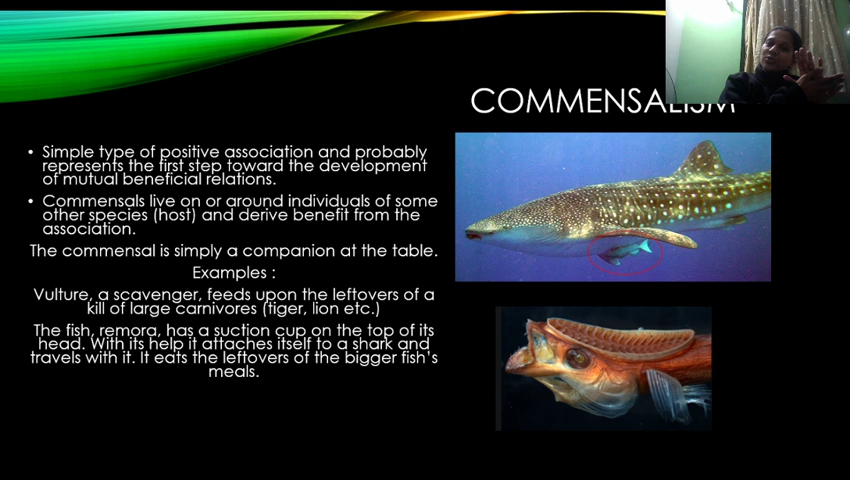 COMMENSALISM
• Simple type of positive association and probably
represents the first step toward the development
of mutual beneficial relations.
• Commensals live on or around individuals of some
other species (host) and derive benefit from the
association.
The commensal is simply a companion at the table.
Examples :
Vulture, a scavenger, feeds upon the leftovers of a
kill of large carnivores (tiger, lion etc.)
The fish, remora, has a suction cup on the top of its
head. With its help it attaches itself to a shark and
travels with it. It eats the leftovers of the bigger fish's
meals.